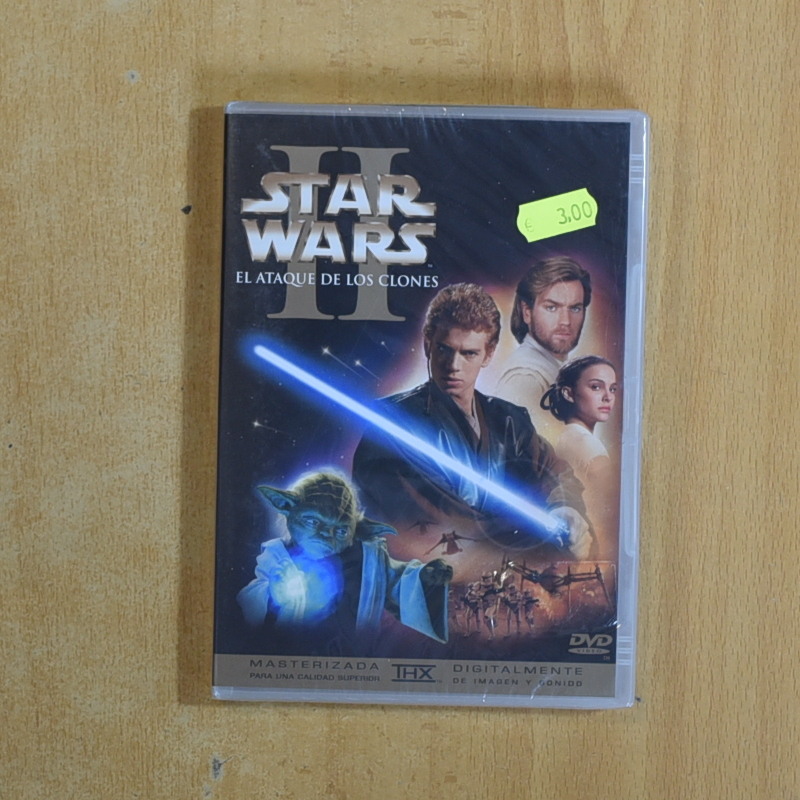 II
STAR
WARS
EL ATAQUE DE LOS CLONES
€ 3,00
DVD
VIDEO
MASTERIZADA THX DIGITALMENTE
PARA UNA CALIDAD SUPERIOR DE IMAGEN Y SONIDO